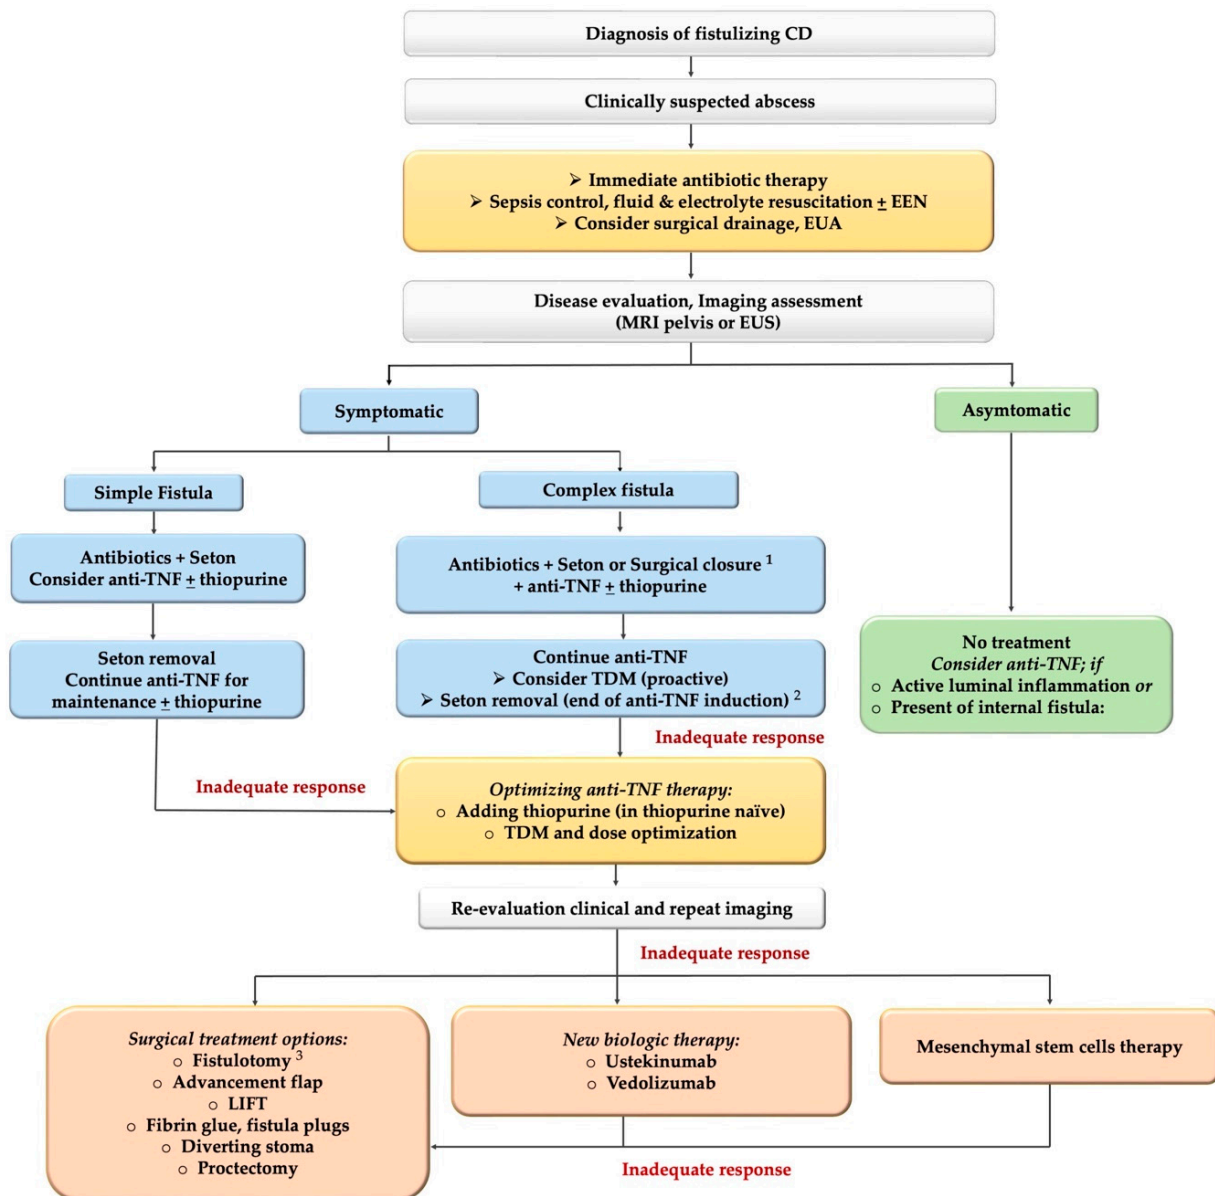 Diagnosis of fistulizing CD
Clinically suspected abscess
➢ Immediate antibiotic therapy
➢ Sepsis control, fluid & electrolyte resuscitation ± EEN
➢ Consider surgical drainage, EUA
Disease evaluation, Imaging assessment
(MRI pelvis or EUS)
Symptomatic
Asymtomatic
Simple Fistula
Complex fistula
Antibiotics + Seton
Consider anti-TNF ± thiopurine
Antibiotics + Seton or Surgical closure ¹
+ anti-TNF ± thiopurine
Seton removal
Continue anti-TNF for
maintenance ± thiopurine
Continue anti-TNF
➢ Consider TDM (proactive)
➢ Seton removal (end of anti-TNF induction) ²
No treatment
Consider anti-TNF; if
○ Active luminal inflammation or
○ Present of internal fistula:
Inadequate response
Inadequate response
Optimizing anti-TNF therapy:
○ Adding thiopurine (in thiopurine naïve)
○ TDM and dose optimization
Re-evaluation clinical and repeat imaging
Inadequate response
Surgical treatment options:
○ Fistulotomy ³
○ Advancement flap
○ LIFT
○ Fibrin glue, fistula plugs
○ Diverting stoma
○ Proctectomy
New biologic therapy:
○ Ustekinumab
○ Vedolizumab
Mesenchymal stem cells therapy
Inadequate response